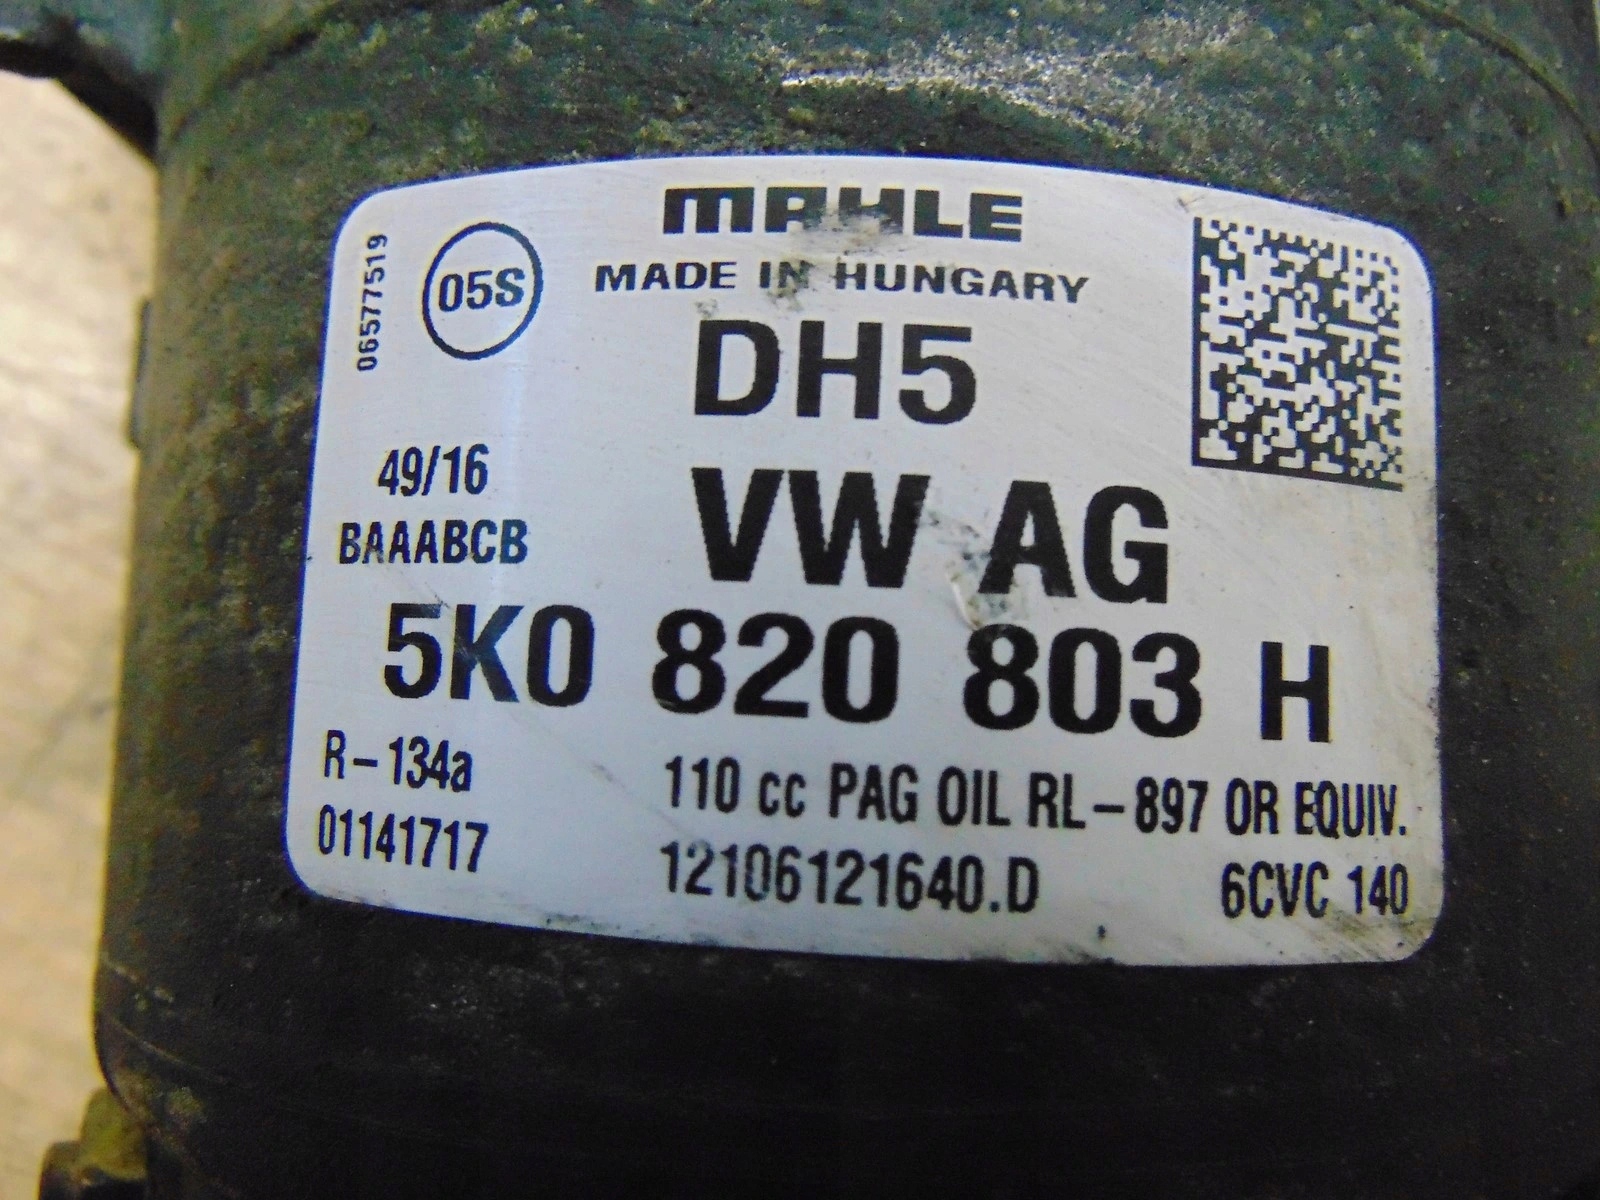 MAHLE
MADE IN HUNGARY
06577519
05S
DH5
49/16
VW AG
BAAABCB
5K0 820 803 H
R-134a
110 cc PAG OIL RL-897 OR EQUIV.
01141717
12106121640.D
6CVC 140